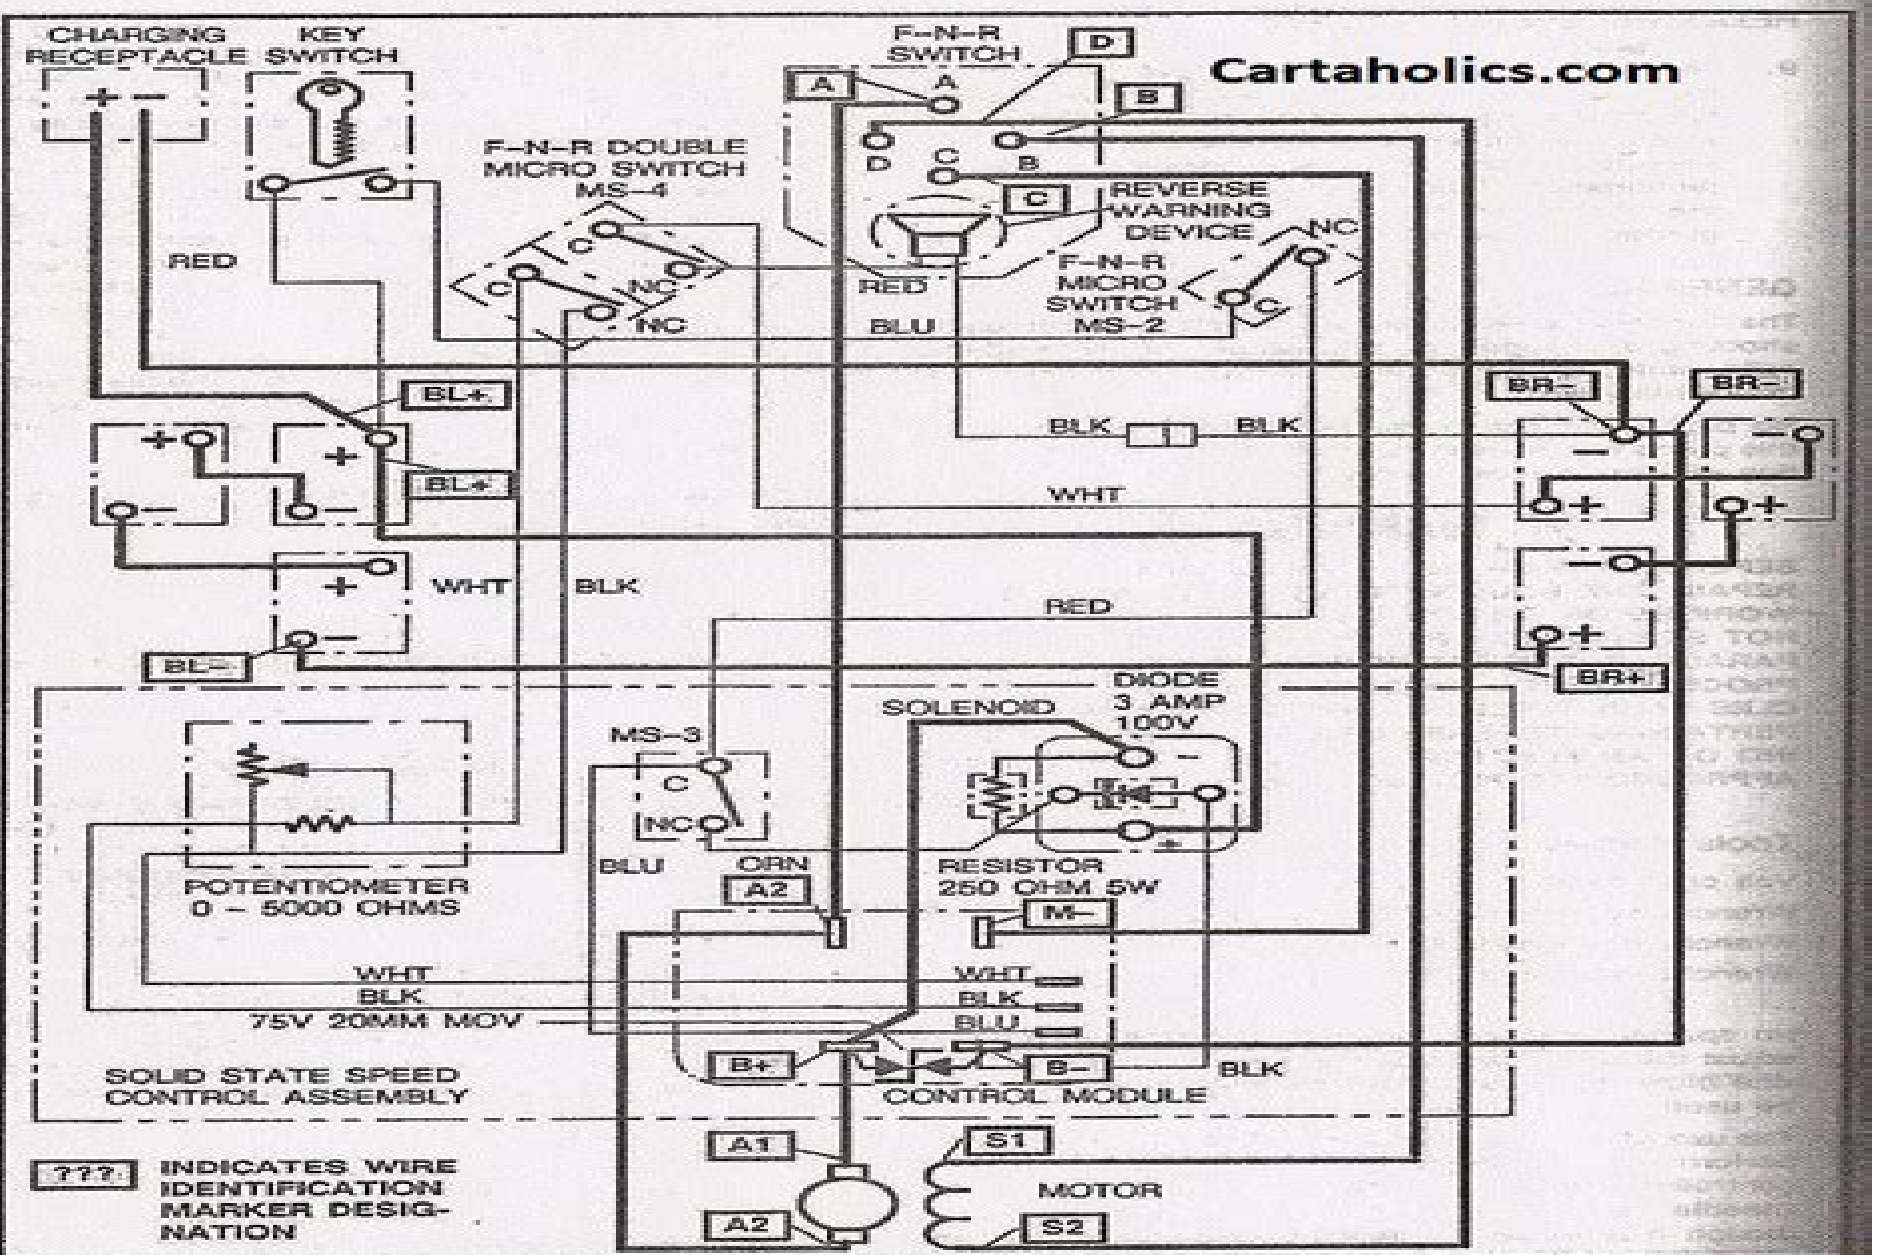 CHARGING
RECEPTACLE
KEY
SWITCH
F-N-R
SWITCH
D
Cartaholics.com
A
A
B
+ -
F-N-R DOUBLE
MICRO SWITCH
MS-4
D
C
B
C
REVERSE
WARNING
DEVICE
NC
RED
C
C
NC
NC
RED
F-N-R
MICRO
SWITCH
MS-2
C
BLU
BL+
BR-
BR-
BLK
BLK
+
+
-
-
BL+
-
-
WHT
+
+
+
WHT
BLK
RED
-
-
+
BL-
BR+
DIODE
3 AMP
100V
SOLENOID
MS-3
C
NC
-
+
BLU
ORN
RESISTOR
250 OHM 5W
POTENTIOMETER
0 - 5000 OHMS
A2
M-
WHT
WHT
BLK
BLK
75V 20MM MOV
BLU
B+
B-
BLK
SOLID STATE SPEED
CONTROL ASSEMBLY
CONTROL MODULE
A1
S1
???
INDICATES WIRE
IDENTIFICATION
MARKER DESIG-
NATION
MOTOR
A2
S2